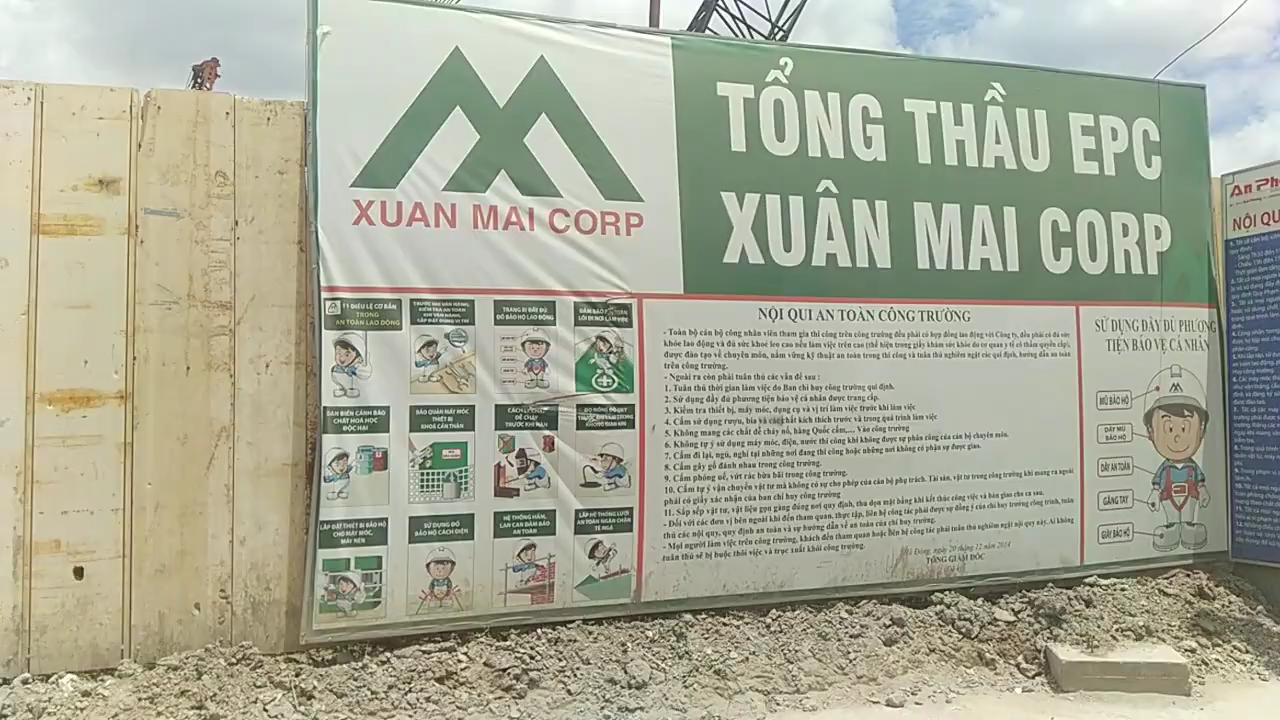 XUAN MAI CORP
TỔNG THẦU EPC
XUÂN MAI CORP
11 ĐIỀU LỆ CƠ BẢN
TRONG
AN TOÀN LAO ĐỘNG
TRƯỚC KHI VẬN HÀNH,
KIỂM TRA AN TOÀN
KHI VẬN HÀNH,
LẮP ĐẶT ĐÚNG VỊ TRÍ
TRANG BỊ ĐẦY ĐỦ
ĐỒ BẢO HỘ LAO ĐỘNG
ĐẢM BẢO AN TOÀN
LỐI ĐI NƠI LÀM VIỆC
DÁN BIỂN CẢNH BÁO
CHẤT HOÁ HỌC
ĐỘC HẠI
BẢO QUẢN MÁY MÓC
THIẾT BỊ
KHOÁ CẨN THẬN
CÁCH LY CHẤT
DỄ CHÁY
TRƯỚC KHI HÀN
LẮP ĐẶT THIẾT BỊ BẢO HỘ
CHO MÁY MÓC,
MÁY NÉN
SỬ DỤNG ĐỒ
BẢO HỘ CÁCH ĐIỆN
HỆ THỐNG HẦM,
LAN CAN ĐẢM BẢO
AN TOÀN
LẮP HỆ THỐNG LƯỚI
AN TOÀN NGĂN CHẶN
TÉ NGÃ
NỘI QUI AN TOÀN CÔNG TRƯỜNG
- Toàn bộ cán bộ công nhân viên tham gia thi công trên công trường đều phải có hợp đồng lao động với Công ty, đều phải có đủ sức
khỏe lao động và đủ sức khoẻ leo cao nếu làm việc trên cao (thể hiện trong giấy khám sức khỏe do cơ quan y tế có thẩm quyền cấp),
được đào tạo về chuyên môn, nắm vững kỹ thuật an toàn trong thi công và tuân thủ nghiêm ngặt các qui định, hướng dẫn an toàn
trên công trường.
- Ngoài ra còn phải tuân thủ các vấn đề sau :
1. Tuân thủ thời gian làm việc do Ban chỉ huy công trường qui định.
2. Sử dụng đầy đủ phương tiện bảo vệ cá nhân được trang cấp.
3. Kiểm tra thiết bị, máy móc, dụng cụ và vị trí làm việc trước khi làm việc
4. Cấm sử dụng rượu, bia và các chất kích thích trước và trong quá trình làm việc
5. Không mang các chất dễ cháy nổ, hàng Quốc cấm,... Vào công trường
6. Không tự ý sử dụng máy móc, điện, nước thi công khi không được sự phân công của cán bộ chuyên môn.
7. Cấm đi lại, ngủ, nghỉ tại những nơi đang thi công hoặc những nơi không có phận sự được giao.
8. Cấm gây gổ đánh nhau trong công trường.
9. Cấm phóng uế, vứt rác bừa bãi trong công trường.
10. Cấm tự ý vận chuyển vật tư mà không có sự cho phép của cán bộ phụ trách. Tài sản, vật tư trong công trường khi mang ra ngoài
phải có giấy xác nhận của ban chỉ huy công trường
11. Sắp sếp vật tư, vật liệu gọn gàng đúng nơi quy định, thu dọn mặt bằng khi kết thúc công việc và bàn giao cho ca sau.
- Đối với các đơn vị bên ngoài khi đến tham quan, thực tập, liên hệ công tác phải được sự đồng ý của chỉ huy trưởng công trình, tuân
thủ các nội quy, quy định an toàn và sự hướng dẫn về an toàn của chỉ huy trưởng.
- Mọi người làm việc trên công trường, khách đến tham quan hoặc liên hệ công tác phải tuân thủ nghiêm ngặt nội quy này. Ai không
tuân thủ sẽ bị buộc thôi việc và trục xuất khỏi công trường.
Hà Đông, ngày 20 tháng 12 năm 2014
TỔNG GIÁM ĐỐC
SỬ DỤNG ĐẦY ĐỦ PHƯƠNG
TIỆN BẢO VỆ CÁ NHÂN
MŨ BẢO HỘ
DÂY MŨ
BẢO HỘ
DÂY AN TOÀN
GĂNG TAY
GIÀY BẢO HỘ
An Pho
NỘI QU